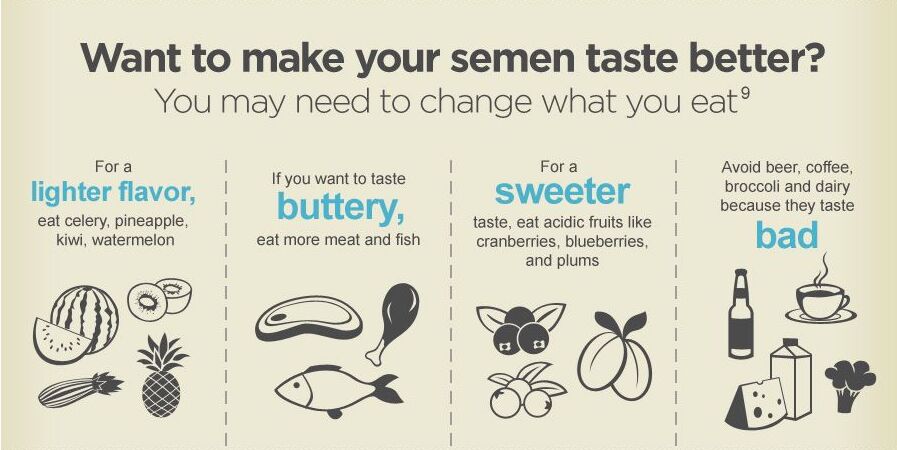 Want to make your semen taste better?
You may need to change what you eat⁹
For a
lighter flavor,
eat celery, pineapple,
kiwi, watermelon
If you want to taste
buttery,
eat more meat and fish
For a
sweeter
taste, eat acidic fruits like
cranberries, blueberries,
and plums
Avoid beer, coffee,
broccoli and dairy
because they taste
bad